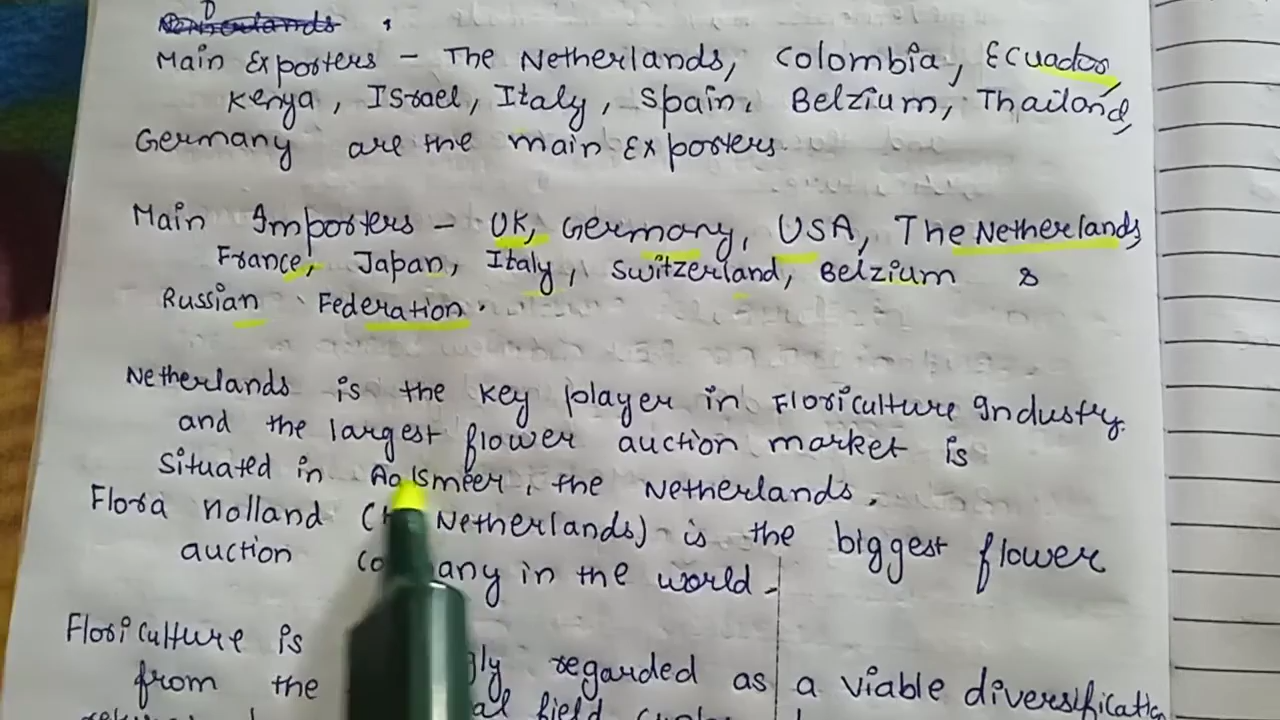 Main Exporters - The Netherlands, Colombia, Ecuador,
Kenya, Israel, Italy, Spain, Belzium, Thailand,
Germany are the main Exporters.
Main Importers - UK, Germany, USA, The Netherlands,
France, Japan, Italy, Switzerland, Belzium &
Russian Federation.
Netherlands is the key player in Floriculture Industry.
and the largest flower auction market is
situated in Aalsmeer, the Netherlands.
Flora Holland ( Netherlands) is the biggest flower
auction in the world.
Floriculture is regarded as a viable diversification
from the field